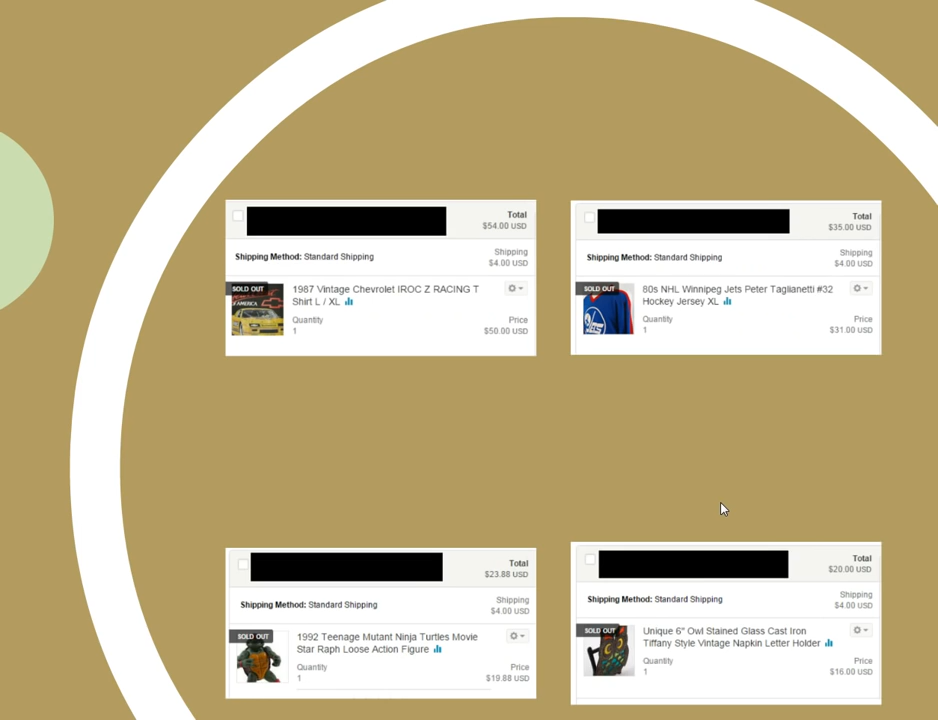 Total
$54.00 USD
Shipping
Shipping Method: Standard Shipping
$4.00 USD
SOLD OUT
1987 Vintage Chevrolet IROC Z RACING T
Shirt L / XL
Quantity
Price
1
$50.00 USD
Total
$35.00 USD
Shipping
Shipping Method: Standard Shipping
$4.00 USD
SOLD OUT
80s NHL Winnipeg Jets Peter Taglianetti #32
Hockey Jersey XL
Quantity
Price
1
$31.00 USD
Total
$23.88 USD
Shipping
Shipping Method: Standard Shipping
$4.00 USD
SOLD OUT
1992 Teenage Mutant Ninja Turtles Movie
Star Raph Loose Action Figure
Quantity
Price
1
$19.88 USD
Total
$20.00 USD
Shipping
Shipping Method: Standard Shipping
$4.00 USD
SOLD OUT
Unique 6" Owl Stained Glass Cast Iron
Tiffany Style Vintage Napkin Letter Holder
Quantity
Price
1
$16.00 USD